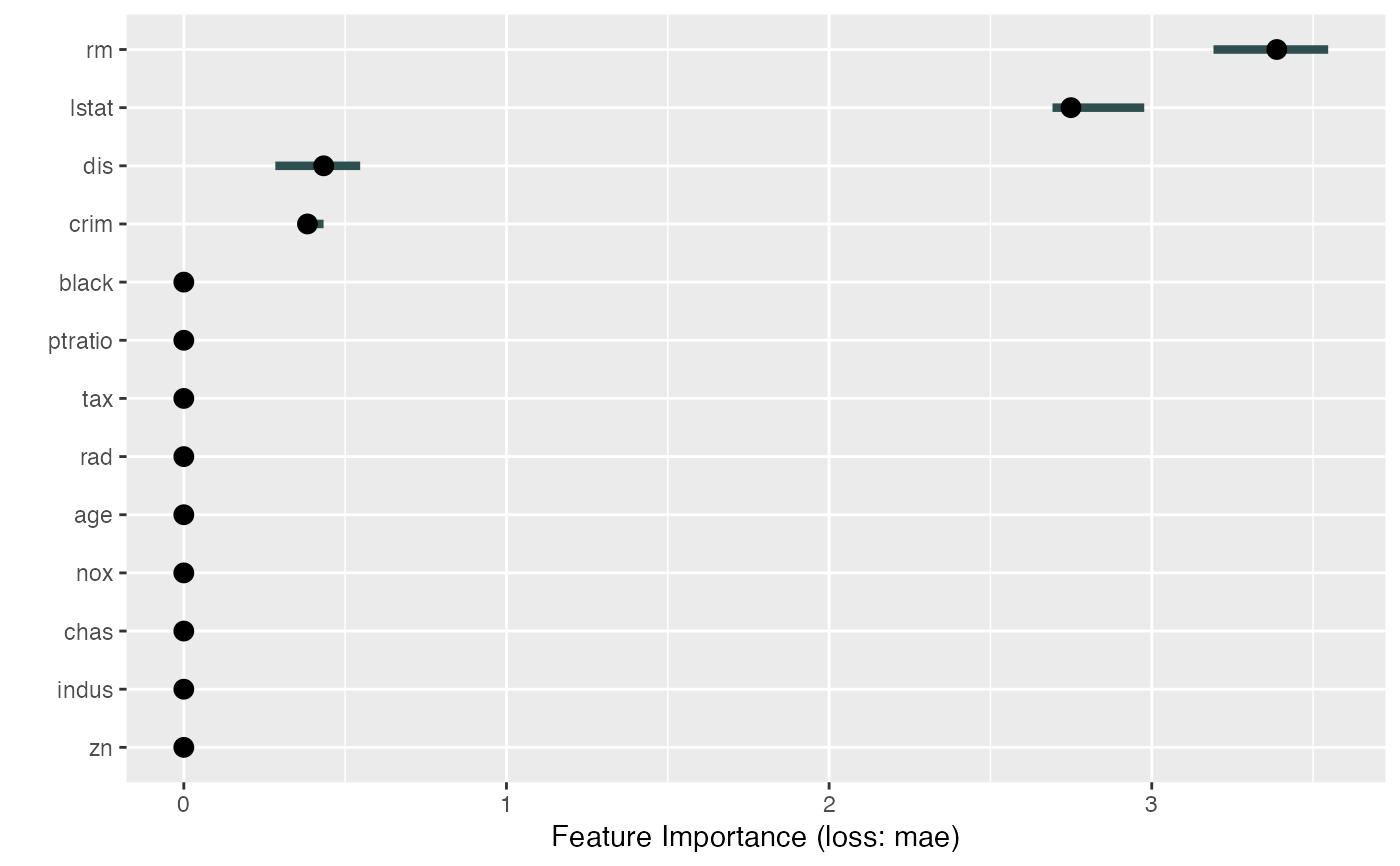 rm
lstat
dis
crim
black
ptratio
tax
rad
age
nox
chas
indus
zn
0 1 2 3
Feature Importance (loss: mae)